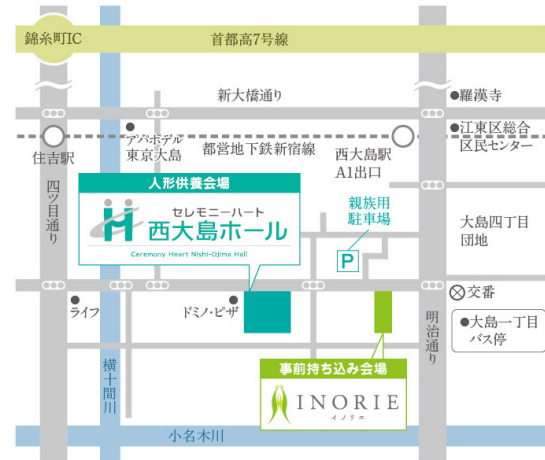 錦糸町IC
首都高7号線
新大橋通り
●羅漢寺
●江東区総合
区民センター
アパホテル
東京大島
都営地下鉄新宿線
住吉駅
西大島駅
A1出口
四ツ目通り
人形供養会場
セレモニーハート
西大島ホール
Ceremony Heart Nishi-Ojima Hall
親族用
駐車場
P
大島四丁目
団地
ライフ
ドミノ・ピザ
交番
●大島一丁目
バス停
明治通り
横十間川
事前持ち込み会場
INORIE
イノリエ
小名木川